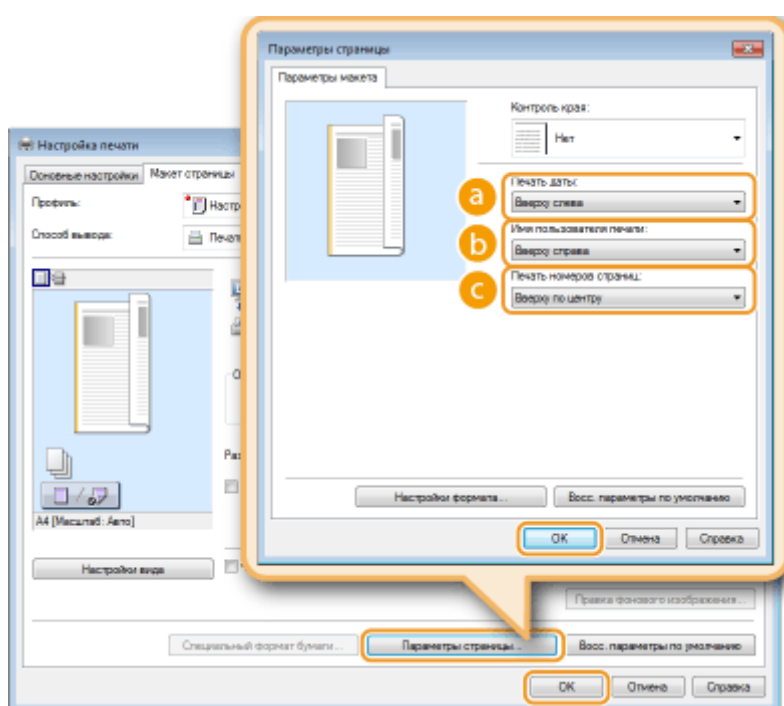 Параметры страницы
Параметры макета
Контроль края:
Нет
Печать даты:
a
Вверху слева
Имя пользователя печати:
b
Вверху справа
Печать номеров страниц:
c
Вверху по центру
Настройки формата...
Восс. параметры по умолчанию
OK
Отмена
Справка
Настройка печати
Основные настройки
Макет страницы
Профиль:
Способ вывода:
A4 [Масштаб: Авто]
Настройки вида
Правка фонового изображения...
Специальный формат бумаги...
Параметры страницы...
Восс. параметры по умолчанию
OK
Отмена
Справка